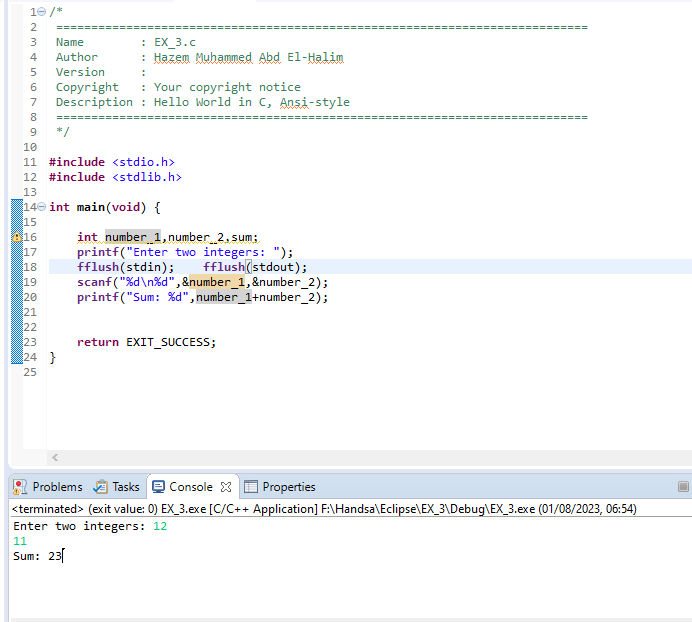 1 /*
2 ============================================================================
3 Name : EX_3.c
4 Author : Hazem Muhammed Abd El-Halim
5 Version :
6 Copyright : Your copyright notice
7 Description : Hello World in C, Ansi-style
8 ============================================================================
9 */
10
11 #include <stdio.h>
12 #include <stdlib.h>
13
14 int main(void) {
15
16 int number_1,number_2,sum;
17 printf("Enter two integers: ");
18 fflush(stdin); fflush(stdout);
19 scanf("%d\n%d",&number_1,&number_2);
20 printf("Sum: %d",number_1+number_2);
21
22
23 return EXIT_SUCCESS;
24 }
25
Problems Tasks Console Properties
<terminated> (exit value: 0) EX_3.exe [C/C++ Application] F:\Handsa\Eclipse\EX_3\Debug\EX_3.exe (01/08/2023, 06:54)
Enter two integers: 12
11
Sum: 23